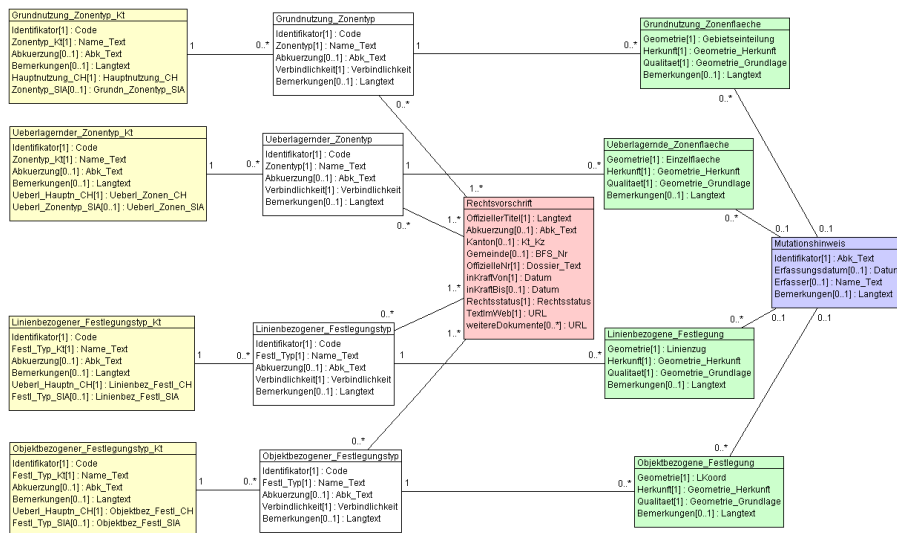 Grundnutzung_Zonentyp_Kt
Identifikator[1] : Code
Zonentyp_Kt[1] : Name_Text
Abkuerzung[0..1] : Abk_Text
Bemerkungen[0..1] : Langtext
Hauptnutzung_CH[1] : Hauptnutzung_CH
Zonentyp_SIA[0..1] : Grundn_Zonentyp_SIA
1
0..*
Grundnutzung_Zonentyp
Identifikator[1] : Code
Zonentyp[1] : Name_Text
Abkuerzung[0..1] : Abk_Text
Verbindlichkeit[1] : Verbindlichkeit
Bemerkungen[0..1] : Langtext
1
0..*
0..*
Grundnutzung_Zonenflaeche
Geometrie[1] : Gebietseinteilung
Herkunft[1] : Geometrie_Herkunft
Qualitaet[1] : Geometrie_Grundlage
Bemerkungen[0..1] : Langtext
0..*
Ueberlagernder_Zonentyp_Kt
Identifikator[1] : Code
Zonentyp_Kt[1] : Name_Text
Abkuerzung[0..1] : Abk_Text
Bemerkungen[0..1] : Langtext
Ueberl_Hauptn_CH[1] : Ueberl_Zonen_CH
Ueberl_Zonentyp_SIA[0..1] : Ueberl_Zonen_SIA
1
0..*
Ueberlagernder_Zonentyp
Identifikator[1] : Code
Zonentyp[1] : Name_Text
Abkuerzung[0..1] : Abk_Text
Verbindlichkeit[1] : Verbindlichkeit
Bemerkungen[0..1] : Langtext
1
0..*
0..*
Ueberlagernde_Zonenflaeche
Geometrie[1] : Einzelflaeche
Herkunft[1] : Geometrie_Herkunft
Qualitaet[1] : Geometrie_Grundlage
Bemerkungen[0..1] : Langtext
0..*
1..*
1..*
1..*
1..*
Rechtsvorschrift
OffiziellerTitel[1] : Langtext
Abkuerzung[0..1] : Abk_Text
Kanton[0..1] : Kt_Kz
Gemeinde[0..1] : BFS_Nr
OffizielleNr[1] : Dossier_Text
inKraftVon[1] : Datum
inKraftBis[0..1] : Datum
Rechtsstatus[1] : Rechtsstatus
TextImWeb[1] : URL
weitereDokumente[0..*] : URL
0..1
0..1
Mutationshinweis
Identifikator[1] : Abk_Text
Erfassungsdatum[0..1] : Datum
Erfasser[0..1] : Name_Text
Bemerkungen[0..1] : Langtext
0..1
0..1
Linienbezogener_Festlegungstyp_Kt
Identifikator[1] : Code
Festl_Typ_Kt[1] : Name_Text
Abkuerzung[0..1] : Abk_Text
Bemerkungen[0..1] : Langtext
Ueberl_Hauptn_CH[1] : Linienbez_Festl_CH
Festl_Typ_SIA[0..1] : Linienbez_Festl_SIA
1
0..*
Linienbezogener_Festlegungstyp
Identifikator[1] : Code
Festl_Typ[1] : Name_Text
Abkuerzung[0..1] : Abk_Text
Verbindlichkeit[1] : Verbindlichkeit
Bemerkungen[0..1] : Langtext
0..*
1
0..*
Linienbezogene_Festlegung
Geometrie[1] : Linienzug
Herkunft[1] : Geometrie_Herkunft
Qualitaet[1] : Geometrie_Grundlage
Bemerkungen[0..1] : Langtext
0..*
Objektbezogener_Festlegungstyp_Kt
Identifikator[1] : Code
Festl_Typ_Kt[1] : Name_Text
Abkuerzung[0..1] : Abk_Text
Bemerkungen[0..1] : Langtext
Ueberl_Hauptn_CH[1] : Objektbez_Festl_CH
Festl_Typ_SIA[0..1] : Objektbez_Festl_SIA
1
0..*
Objektbezogener_Festlegungstyp
Identifikator[1] : Code
Festl_Typ[1] : Name_Text
Abkuerzung[0..1] : Abk_Text
Verbindlichkeit[1] : Verbindlichkeit
Bemerkungen[0..1] : Langtext
0..*
1
0..*
Objektbezogene_Festlegung
Geometrie[1] : LKoord
Herkunft[1] : Geometrie_Herkunft
Qualitaet[1] : Geometrie_Grundlage
Bemerkungen[0..1] : Langtext
0..*